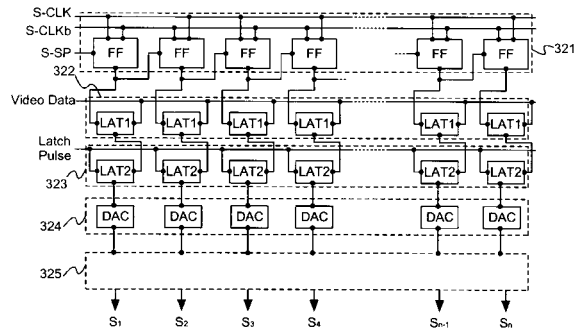 S-CLK
S-CLKb
S-SP FF FF FF FF FF FF 321
322
Video Data
LAT1 LAT1 LAT1 LAT1 LAT1 LAT1
Latch
Pulse
LAT2 LAT2 LAT2 LAT2 LAT2 LAT2
323
DAC DAC DAC DAC DAC DAC
324
325
S1 S2 S3 S4 Sn-1 Sn